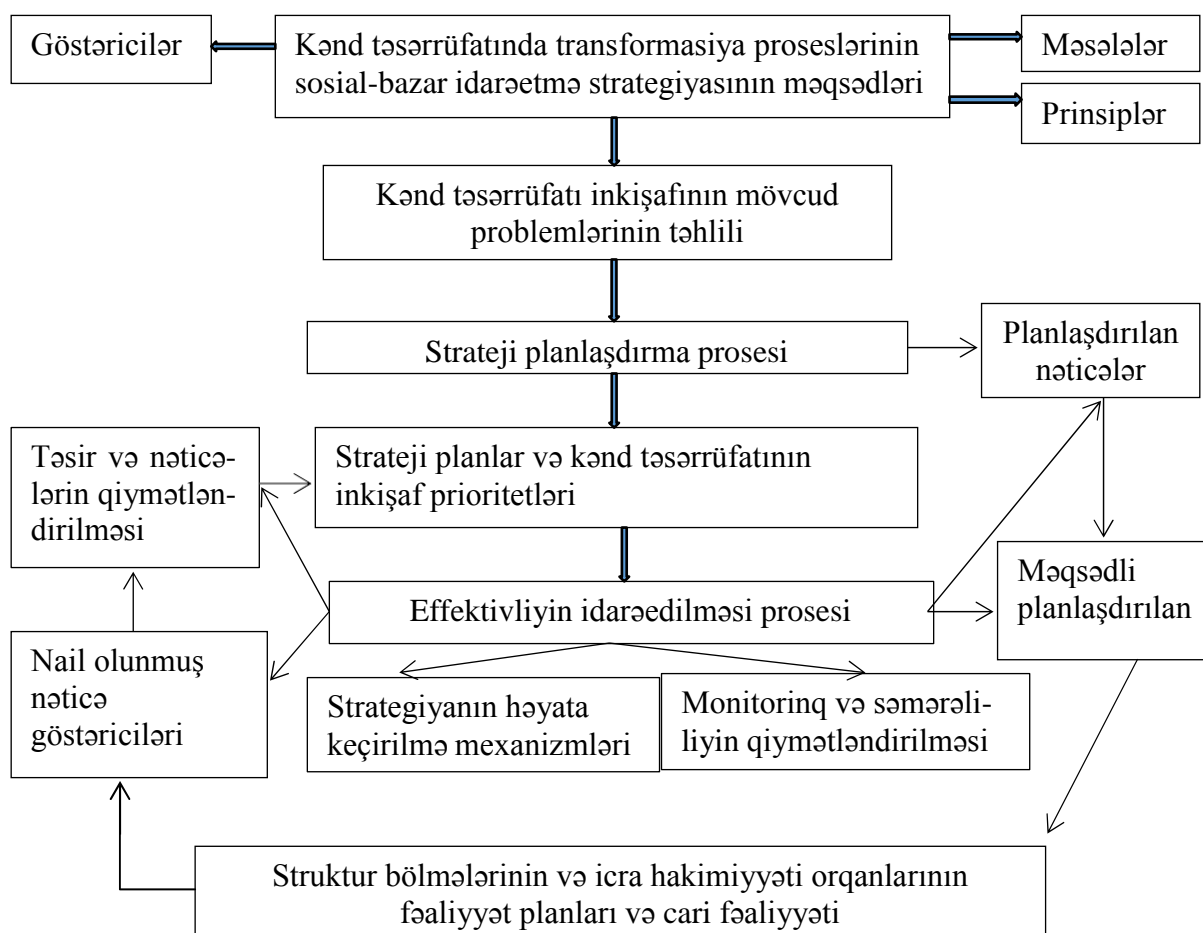 Göstəricilər
Kənd təsərrüfatında transformasiya proseslərinin
sosial-bazar idarəetmə strategiyasının məqsədləri
Məsələlər
Prinsiplər
Kənd təsərrüfatı inkişafının mövcud
problemlərinin təhlili
Strateji planlaşdırma prosesi
Planlaşdırılan
nəticələr
Təsir və nəticə-
lərin qiymətlən-
dirilməsi
Strateji planlar və kənd təsərrüfatının
inkişaf prioritetləri
Effektivliyin idarəedilməsi prosesi
Məqsədli
planlaşdırılan
Nail olunmuş
nəticə
göstəriciləri
Strategiyanın həyata
keçirilmə mexanizmləri
Monitorinq və səmərəli-
liyin qiymətləndirilməsi
Struktur bölmələrinin və icra hakimiyyəti orqanlarının
fəaliyyət planları və cari fəaliyyəti